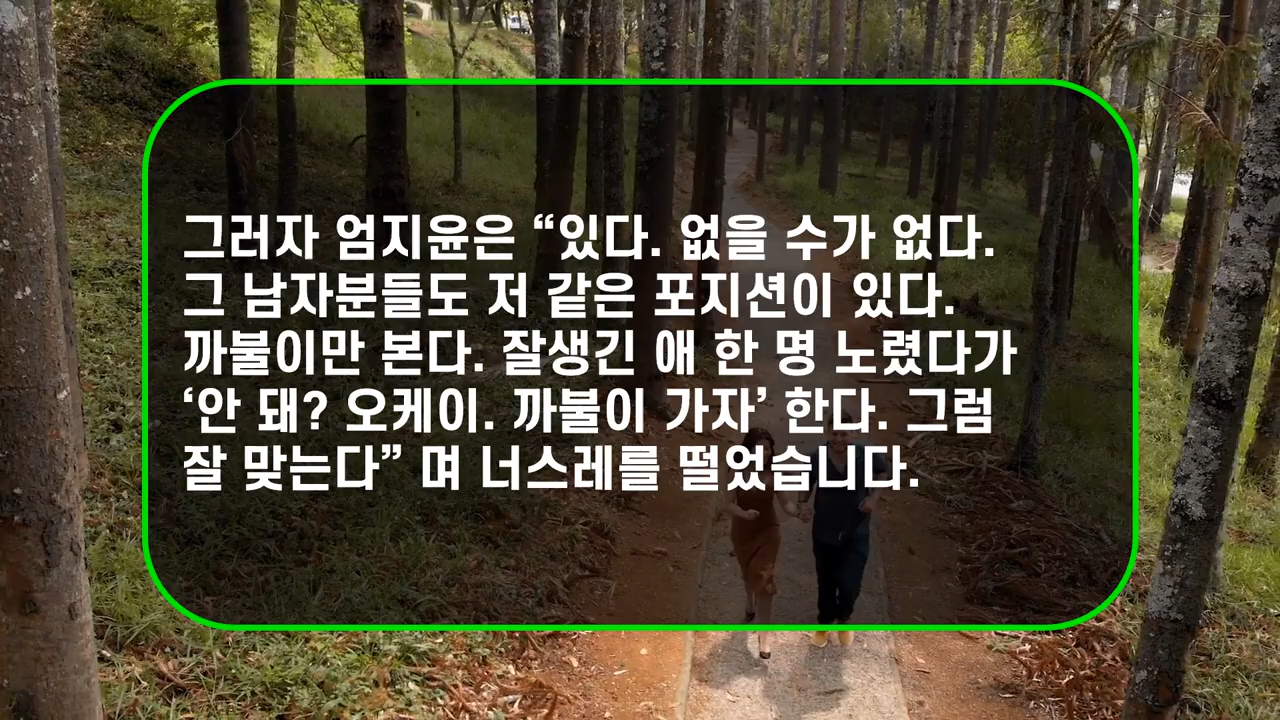 그러자 엄지윤은 “있다. 없을 수가 없다.
그 남자분들도 저 같은 포지션이 있다.
까불이만 본다. 잘생긴 애 한 명 노렸다가
‘안 돼? 오케이. 까불이 가자’ 한다. 그럼
잘 맞는다” 며 너스레를 떨었습니다.